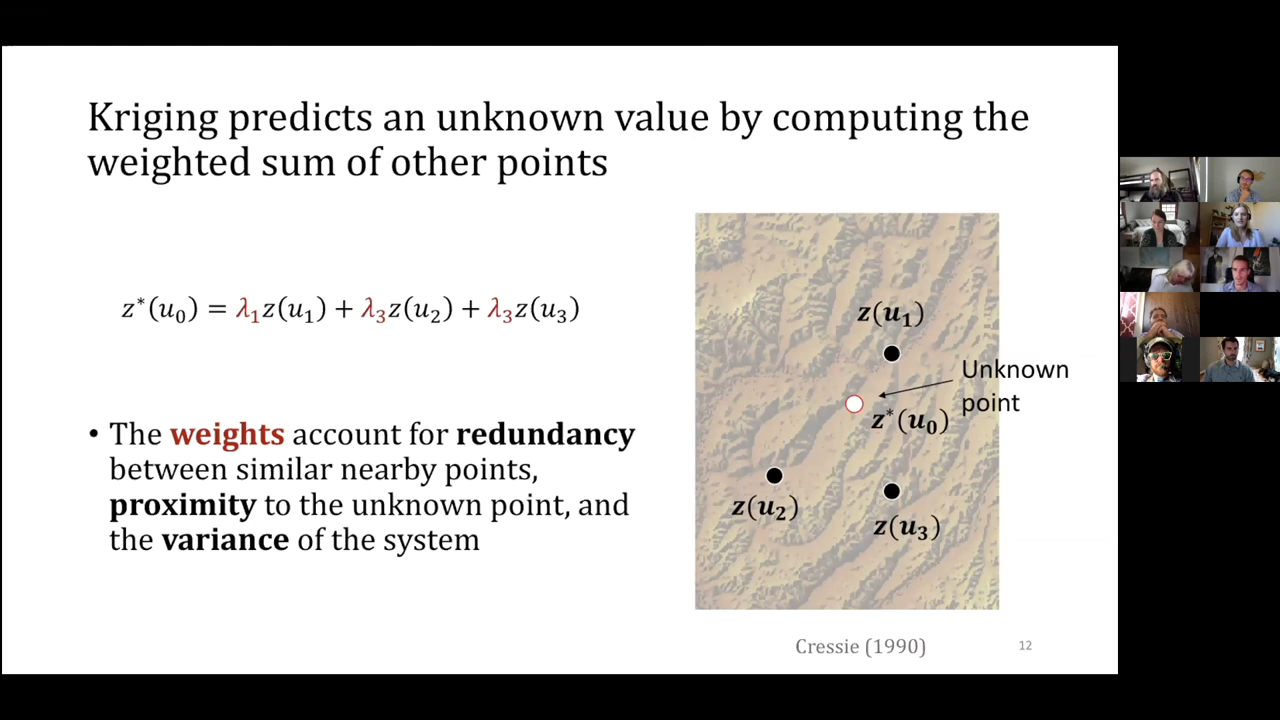 Kriging predicts an unknown value by computing the
weighted sum of other points
z*(u₀) = λ₁z(u₁) + λ₃z(u₂) + λ₃z(u₃)
• The weights account for redundancy
between similar nearby points,
proximity to the unknown point, and
the variance of the system
z(u₁)
Unknown
point
z*(u₀)
z(u₂)
z(u₃)
Cressie (1990)
12